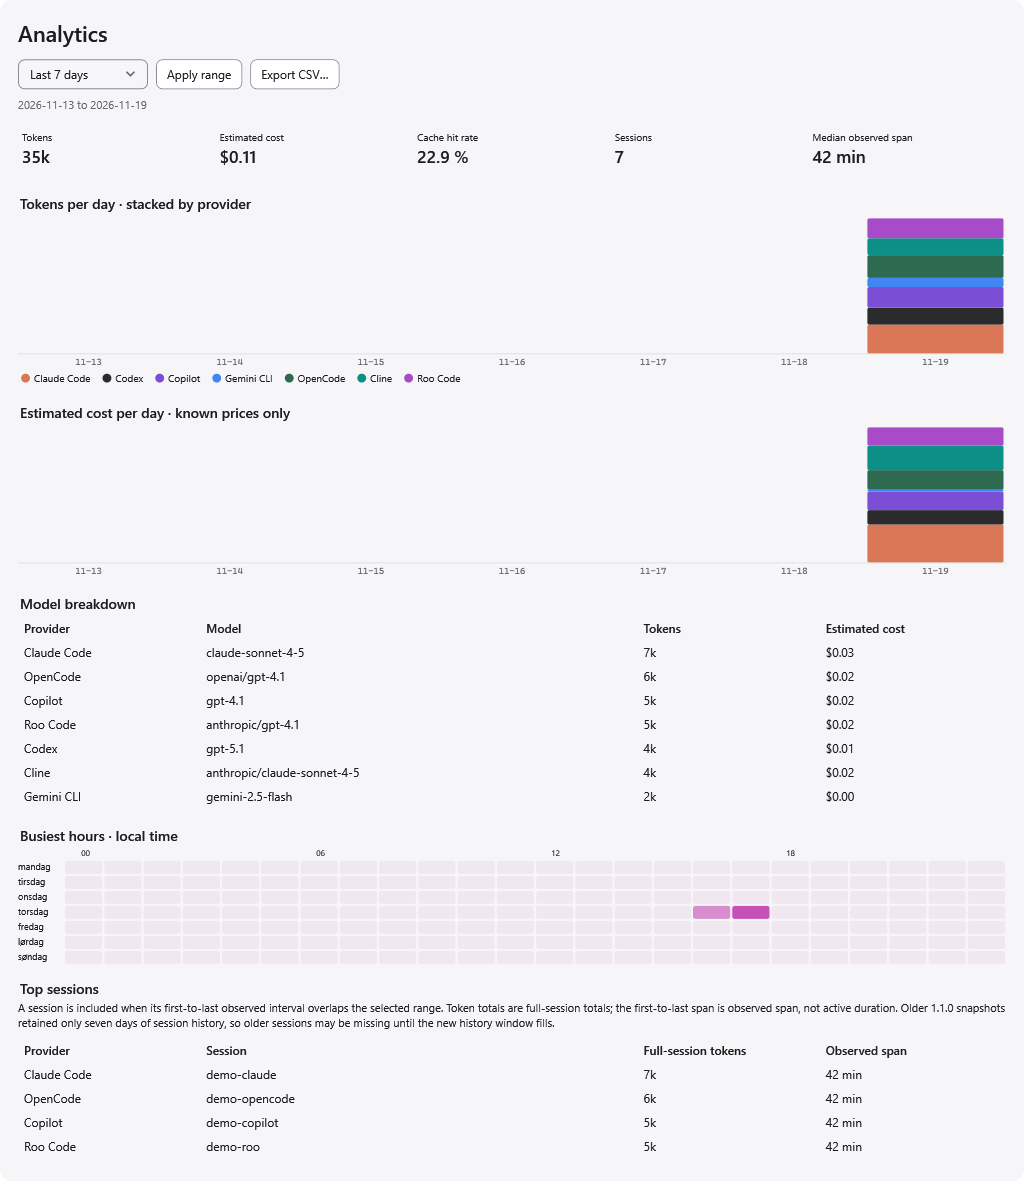 Analytics
Last 7 days
Apply range
Export CSV...
2026-11-13 to 2026-11-19
Tokens Estimated cost Cache hit rate Sessions Median observed span
35k $0.11 22.9 % 7 42 min
Tokens per day · stacked by provider
11-13 11-14 11-15 11-16 11-17 11-18 11-19
Claude Code Codex Copilot Gemini CLI OpenCode Cline Roo Code
Estimated cost per day · known prices only
11-13 11-14 11-15 11-16 11-17 11-18 11-19
Model breakdown
Provider Model Tokens Estimated cost
Claude Code claude-sonnet-4-5 7k $0.03
OpenCode openai/gpt-4.1 6k $0.02
Copilot gpt-4.1 5k $0.02
Roo Code anthropic/gpt-4.1 5k $0.02
Codex gpt-5.1 4k $0.01
Cline anthropic/claude-sonnet-4-5 4k $0.02
Gemini CLI gemini-2.5-flash 2k $0.00
Busiest hours · local time
00 06 12 18
mandag
tirsdag
onsdag
torsdag
fredag
lørdag
søndag
Top sessions
A session is included when its first-to-last observed interval overlaps the selected range. Token totals are full-session totals; the first-to-last span is observed span, not active duration. Older 1.1.0 snapshots
retained only seven days of session history, so older sessions may be missing until the new history window fills.
Provider Session Full-session tokens Observed span
Claude Code demo-claude 7k 42 min
OpenCode demo-opencode 6k 42 min
Copilot demo-copilot 5k 42 min
Roo Code demo-roo 5k 42 min